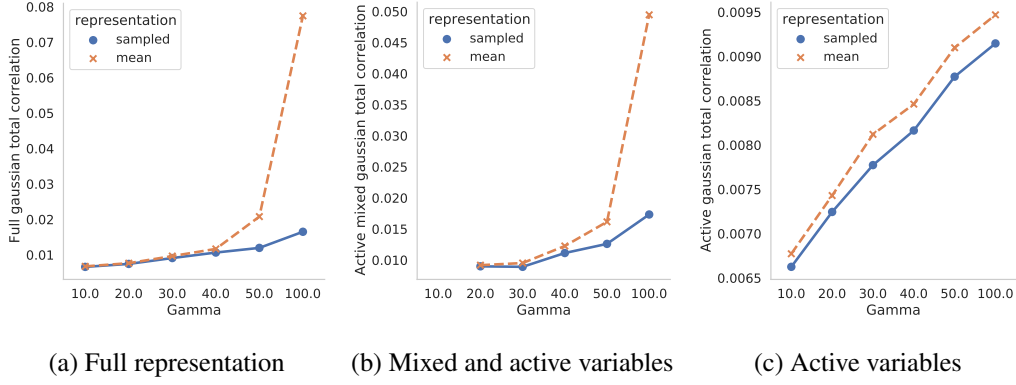 0.08
0.07
0.06
0.05
0.04
0.03
0.02
0.01
Full gaussian total correlation
representation
sampled
mean
10.0 20.0 30.0 40.0 50.0 100.0
Gamma
(a) Full representation
0.050
0.045
0.040
0.035
0.030
0.025
0.020
0.015
0.010
Active mixed gaussian total correlation
representation
sampled
mean
10.0 20.0 30.0 40.0 50.0 100.0
Gamma
(b) Mixed and active variables
0.0095
0.0090
0.0085
0.0080
0.0075
0.0070
0.0065
Active gaussian total correlation
representation
sampled
mean
10.0 20.0 30.0 40.0 50.0 100.0
Gamma
(c) Active variables